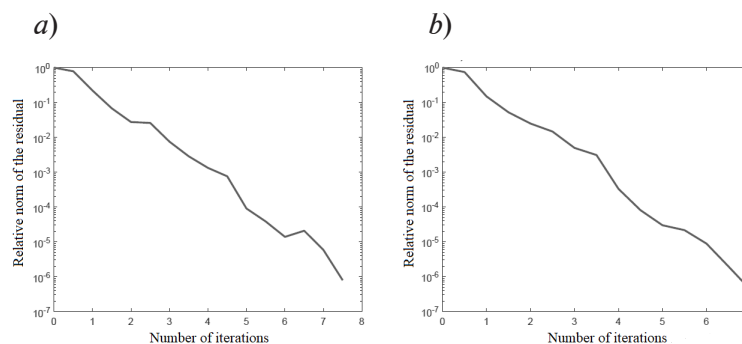 a) b)
10^0 10^0
10^-1 10^-1
10^-2 10^-2
10^-3 10^-3
10^-4 10^-4
10^-5 10^-5
10^-6 10^-6
10^-7 10^-7
Relative norm of the residual Relative norm of the residual
0 1 2 3 4 5 6 7 8 0 1 2 3 4 5 6
Number of iterations Number of iterations